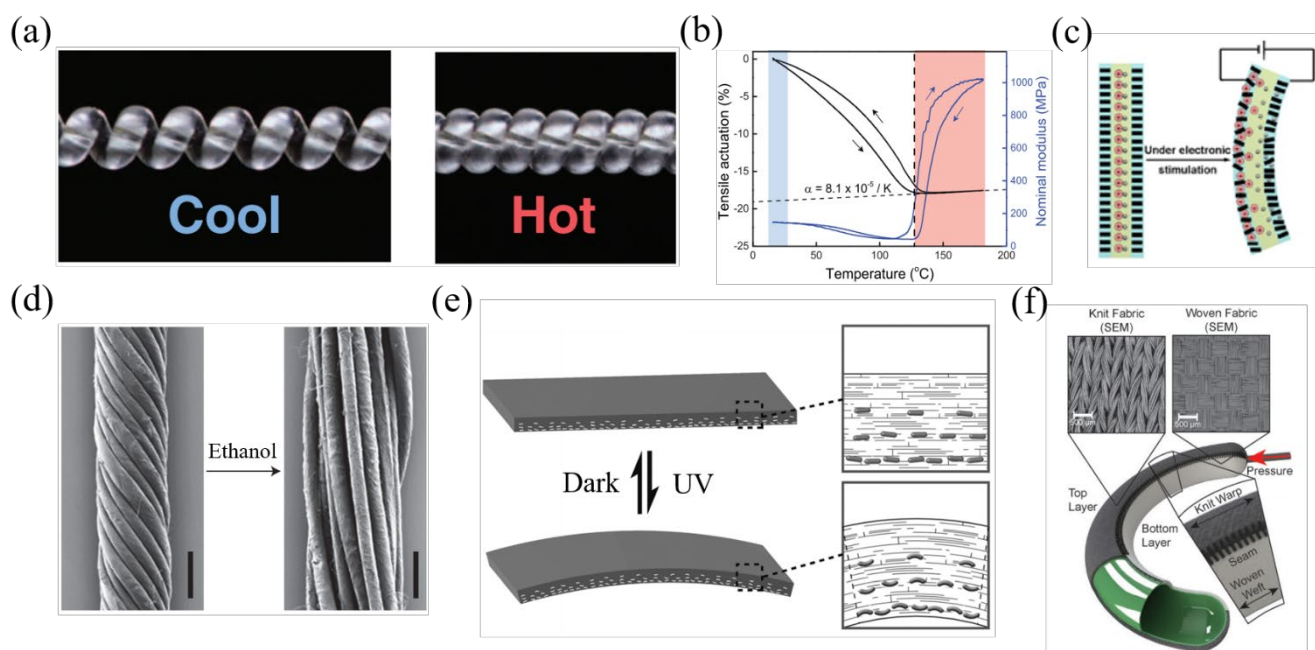 (a)
Cool
Hot
(b)
Tensile actuation (%)
0
-5
-10
-15
-20
-25
α = 8.1 x 10⁻⁵ / K
0
50
100
150
200
Temperature (°C)
1000
800
600
400
200
0
Nominal modulus (MPa)
(c)
Under electronic
stimulation
(d)
Ethanol
(e)
Dark
UV
(f)
Knit Fabric
(SEM)
Woven Fabric
(SEM)
500 μm
500 μm
Pressure
Top
Layer
Bottom
Layer
Knit Warp
Seam
Woven
Weft